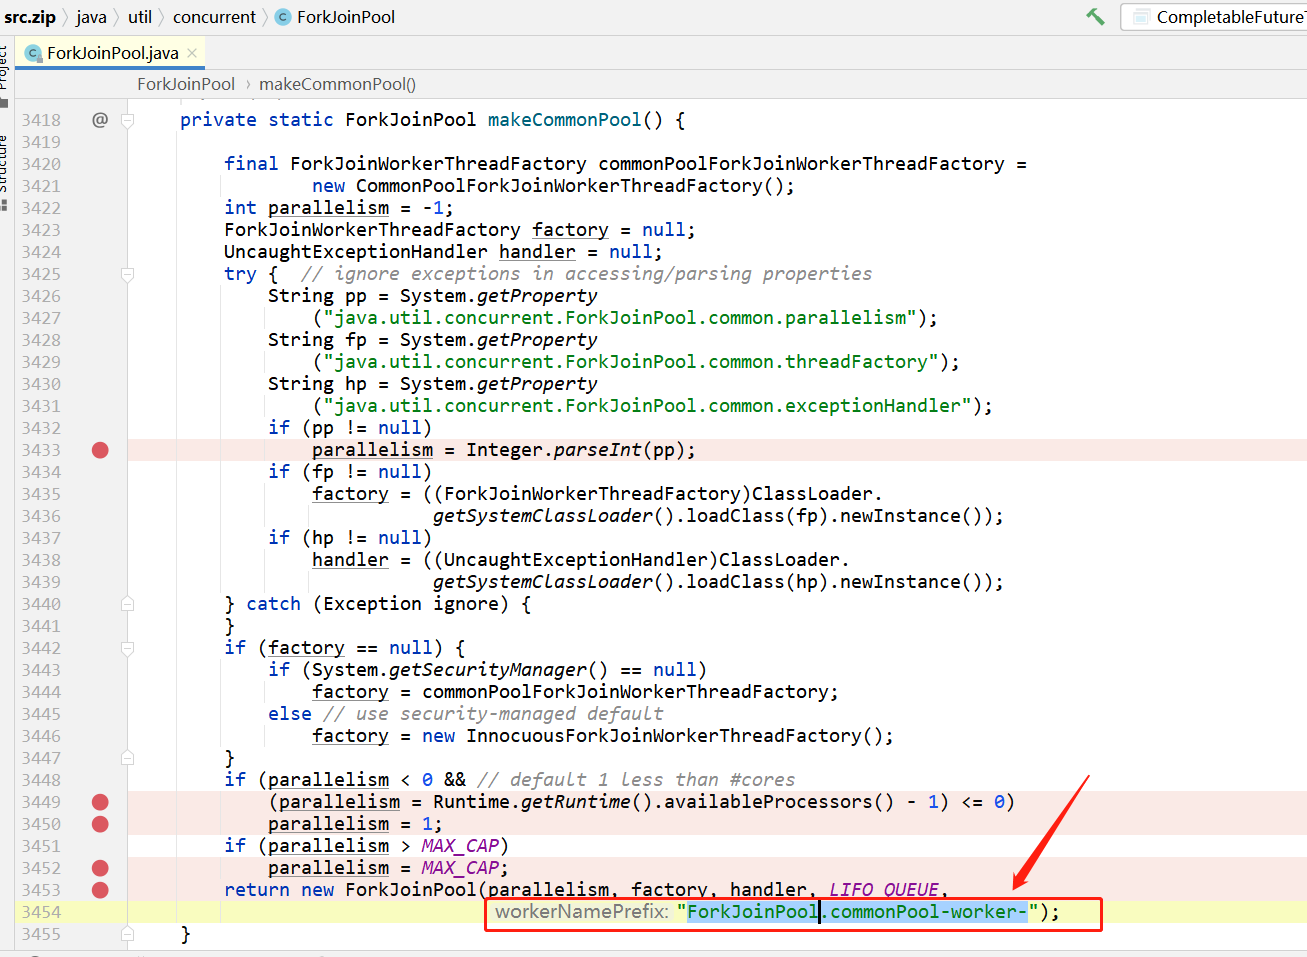 src.zip java util concurrent ForkJoinPool CompletableFuture
ForkJoinPool.java
Project
Structure
ForkJoinPool › makeCommonPool()
3418 @ private static ForkJoinPool makeCommonPool() {
3419
3420 final ForkJoinWorkerThreadFactory commonPoolForkJoinWorkerThreadFactory =
3421 new CommonPoolForkJoinWorkerThreadFactory();
3422 int parallelism = -1;
3423 ForkJoinWorkerThreadFactory factory = null;
3424 UncaughtExceptionHandler handler = null;
3425 try { // ignore exceptions in accessing/parsing properties
3426 String pp = System.getProperty
3427 ("java.util.concurrent.ForkJoinPool.common.parallelism");
3428 String fp = System.getProperty
3429 ("java.util.concurrent.ForkJoinPool.common.threadFactory");
3430 String hp = System.getProperty
3431 ("java.util.concurrent.ForkJoinPool.common.exceptionHandler");
3432 if (pp != null)
3433 parallelism = Integer.parseInt(pp);
3434 if (fp != null)
3435 factory = ((ForkJoinWorkerThreadFactory)ClassLoader.
3436 getSystemClassLoader().loadClass(fp).newInstance());
3437 if (hp != null)
3438 handler = ((UncaughtExceptionHandler)ClassLoader.
3439 getSystemClassLoader().loadClass(hp).newInstance());
3440 } catch (Exception ignore) {
3441 }
3442 if (factory == null) {
3443 if (System.getSecurityManager() == null)
3444 factory = commonPoolForkJoinWorkerThreadFactory;
3445 else // use security-managed default
3446 factory = new InnocuousForkJoinWorkerThreadFactory();
3447 }
3448 if (parallelism < 0 && // default 1 less than #cores
3449 (parallelism = Runtime.getRuntime().availableProcessors() - 1) <= 0)
3450 parallelism = 1;
3451 if (parallelism > MAX_CAP)
3452 parallelism = MAX_CAP;
3453 return new ForkJoinPool(parallelism, factory, handler, LIFO_QUEUE,
3454 workerNamePrefix: "ForkJoinPool.commonPool-worker-");
3455 }